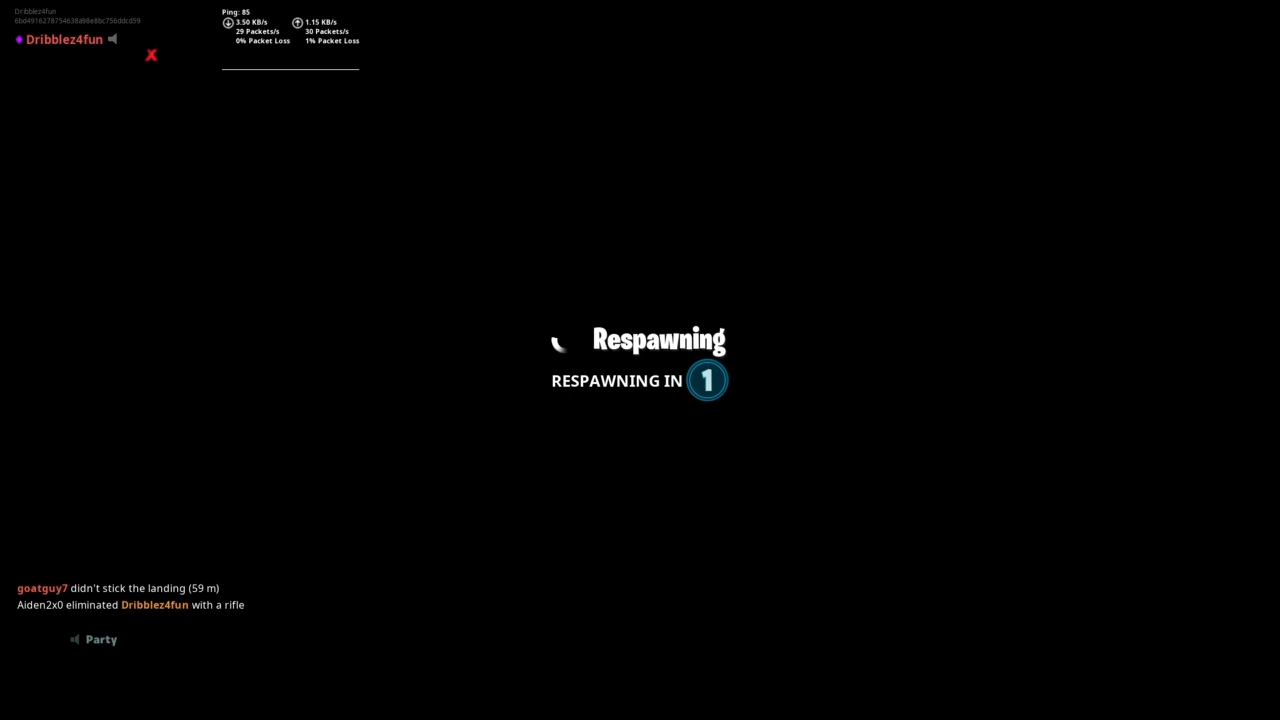 Dribblez4fun
6bd4916278754638a98e8bc756ddcd59
Dribblez4fun
X
Ping: 85
3.50 KB/s 1.15 KB/s
29 Packets/s 30 Packets/s
0% Packet Loss 1% Packet Loss
Respawning
RESPAWNING IN 1
goatguy7 didn't stick the landing (59 m)
Aiden2x0 eliminated Dribblez4fun with a rifle
Party